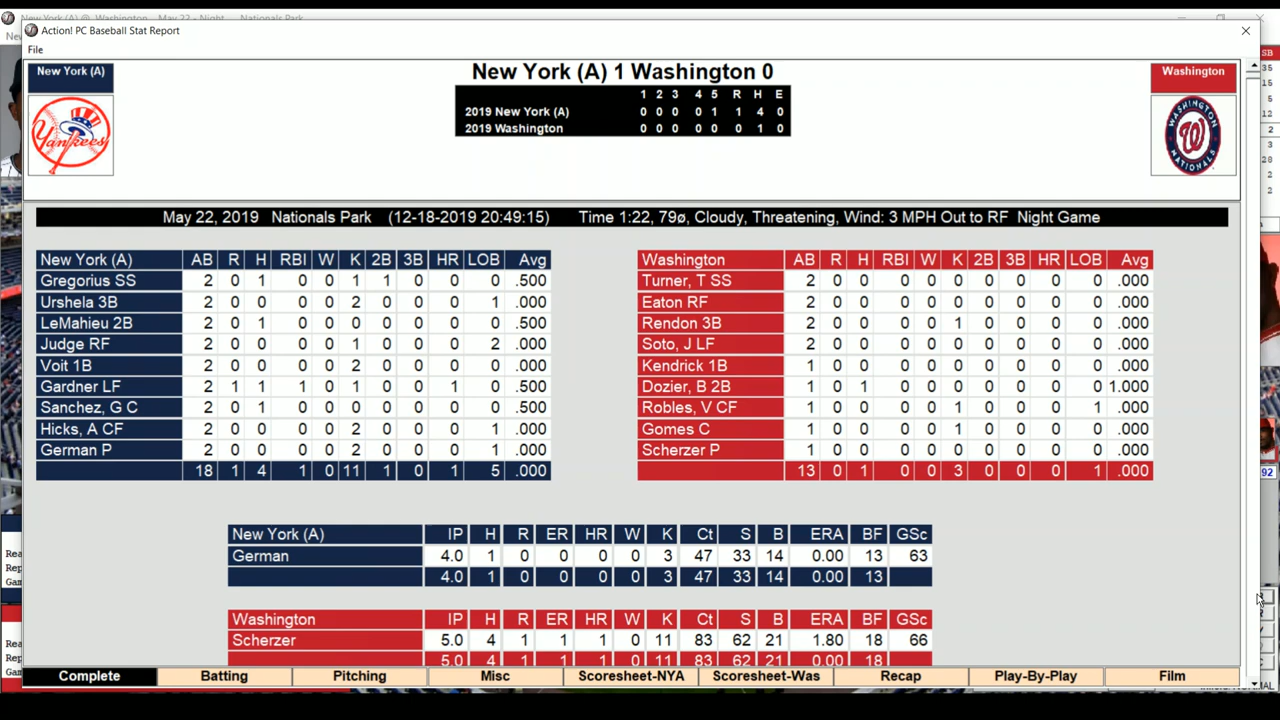 New York (A) @ Washington May 22 - Night Nationals Park
Action! PC Baseball Stat Report
File
New York (A)
Yankees
New York (A) 1 Washington 0
1 2 3 4 5 R H E
2019 New York (A) 0 0 0 0 1 1 4 0
2019 Washington 0 0 0 0 0 1 0
Washington
WASHINGTON NATIONALS
W
May 22, 2019 Nationals Park (12-18-2019 20:49:15) Time 1:22, 79ø, Cloudy, Threatening, Wind: 3 MPH Out to RF Night Game
New York (A) AB R H RBI W K 2B 3B HR LOB Avg
Gregorius SS 2 0 1 0 0 1 1 0 0 0 .500
Urshela 3B 2 0 0 0 0 2 0 0 0 1 .000
LeMahieu 2B 2 0 1 0 0 0 0 0 0 0 .500
Judge RF 2 0 0 0 0 1 0 0 0 2 .000
Voit 1B 2 0 0 0 0 2 0 0 0 0 .000
Gardner LF 2 1 1 1 0 1 0 0 1 0 .500
Sanchez, G C 2 0 1 0 0 0 0 0 0 0 .500
Hicks, A CF 2 0 0 0 0 2 0 0 0 1 .000
German P 2 0 0 0 0 2 0 0 0 1 .000
18 1 4 1 0 11 1 0 1 5 .000
Washington AB R H RBI W K 2B 3B HR LOB Avg
Turner, T SS 2 0 0 0 0 0 0 0 0 0 .000
Eaton RF 2 0 0 0 0 0 0 0 0 0 .000
Rendon 3B 2 0 0 0 0 1 0 0 0 0 .000
Soto, J LF 2 0 0 0 0 0 0 0 0 0 .000
Kendrick 1B 1 0 0 0 0 0 0 0 0 0 .000
Dozier, B 2B 1 0 1 0 0 0 0 0 0 0 1.000
Robles, V CF 1 0 0 0 0 1 0 0 0 1 .000
Gomes C 1 0 0 0 0 1 0 0 0 0 .000
Scherzer P 1 0 0 0 0 0 0 0 0 0 .000
13 0 1 0 0 3 0 0 0 1 .000
New York (A) IP H R ER HR W K Ct S B ERA BF GSc
German 4.0 1 0 0 0 0 3 47 33 14 0.00 13 63
4.0 1 0 0 0 0 3 47 33 14 0.00 13
Washington IP H R ER HR W K Ct S B ERA BF GSc
Scherzer 5.0 4 1 1 1 0 11 83 62 21 1.80 18 66
5.0 4 1 1 1 0 11 83 62 21 0.00 18
Complete Batting Pitching Misc Scoresheet-NYA Scoresheet-Was Recap Play-By-Play Film